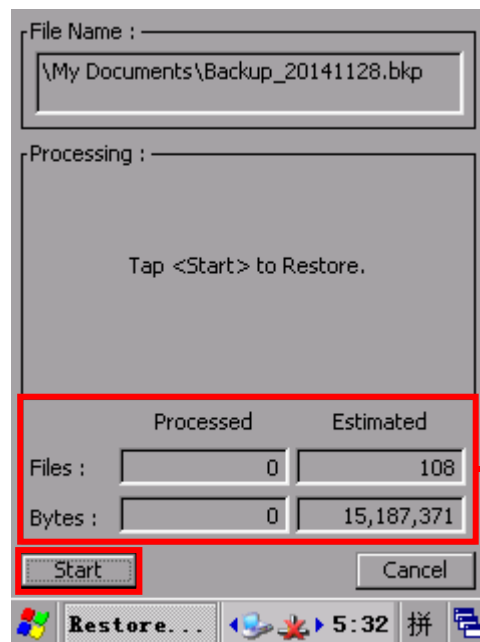 File Name :
\My Documents\Backup_20141128.bkp
Processing :
Tap <Start> to Restore.
Processed Estimated
Files : 0 108
Bytes : 0 15,187,371
Start Cancel
Restore... 5:32 拼